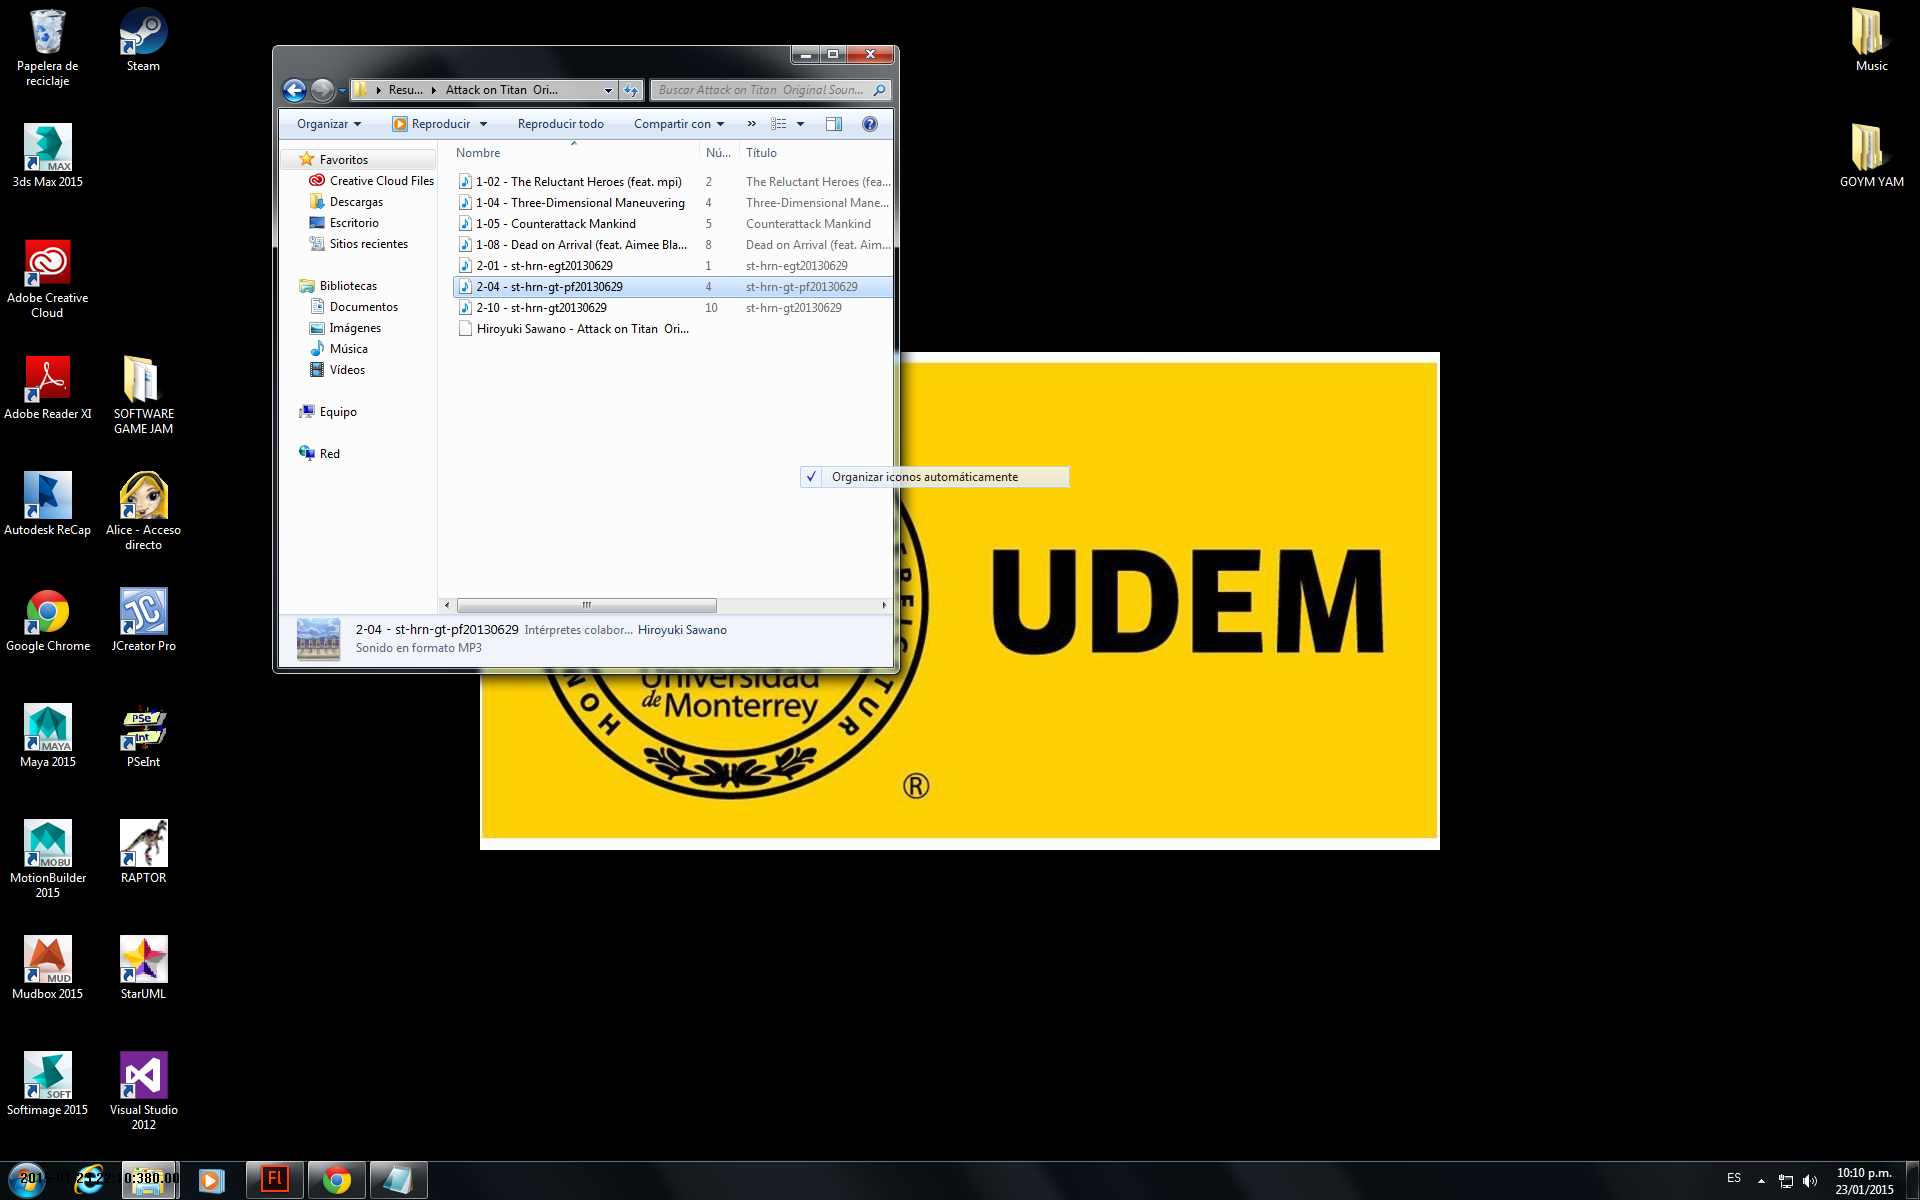 Papelera de
reciclaje
Steam
3ds Max 2015
Adobe Creative
Cloud
Adobe Reader XI
SOFTWARE
GAME JAM
Autodesk ReCap
Alice - Acceso
directo
Google Chrome
JCreator Pro
Maya 2015
PSeInt
MotionBuilder
2015
RAPTOR
Mudbox 2015
StarUML
Softimage 2015
Visual Studio
2012
Music
GOYM YAM
Resu...
Attack on Titan Ori...
Buscar Attack on Titan Original Soun...
Organizar
Reproducir
Reproducir todo
Compartir con
»
Nombre
Nú...
Título
Favoritos
Creative Cloud Files
Descargas
Escritorio
Sitios recientes
Bibliotecas
Documentos
Imágenes
Música
Vídeos
Equipo
Red
1-02 - The Reluctant Heroes (feat. mpi) 2 The Reluctant Heroes (fea...
1-04 - Three-Dimensional Maneuvering 4 Three-Dimensional Mane...
1-05 - Counterattack Mankind 5 Counterattack Mankind
1-08 - Dead on Arrival (feat. Aimee Bla... 8 Dead on Arrival (feat. Aim...
2-01 - st-hrn-egt20130629 1 st-hrn-egt20130629
2-04 - st-hrn-gt-pf20130629 4 st-hrn-gt-pf20130629
2-10 - st-hrn-gt20130629 10 st-hrn-gt20130629
Hiroyuki Sawano - Attack on Titan Ori...
Organizar iconos automáticamente
2-04 - st-hrn-gt-pf20130629 Intérpretes colabor... Hiroyuki Sawano
Sonido en formato MP3
UDEM
Universidad
de Monterrey
®
ES
10:10 p.m.
23/01/2015